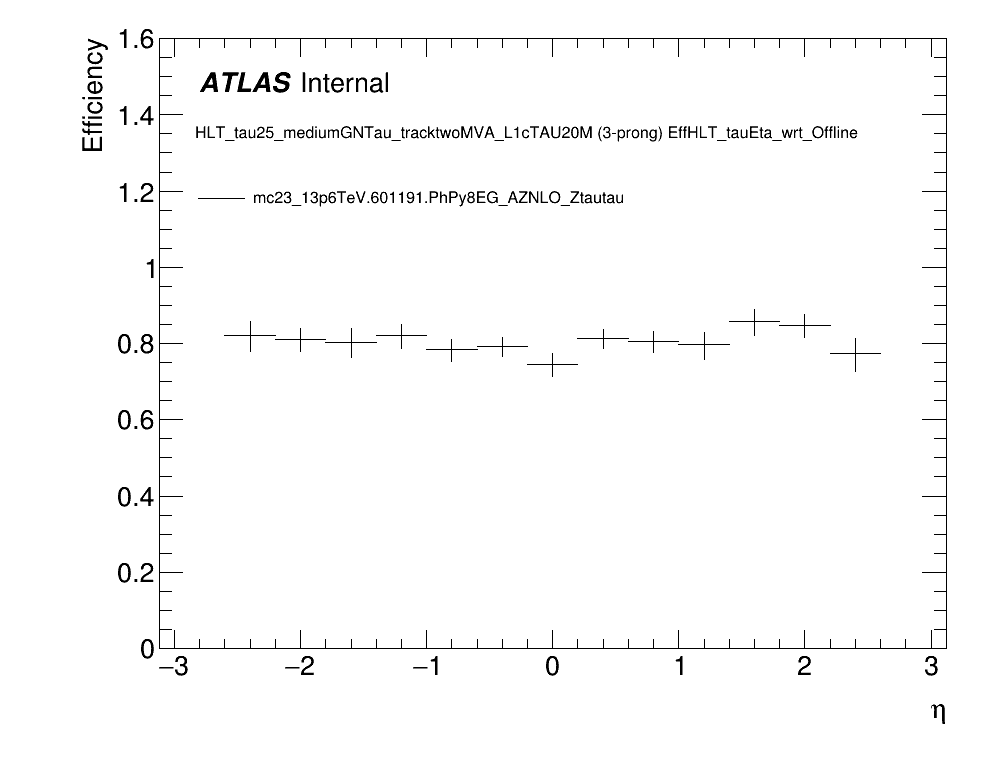 ATLAS Internal
HLT_tau25_mediumGNTau_tracktwoMVA_L1cTAU20M (3-prong) EffHLT_tauEta_wrt_Offline
mc23_13p6TeV.601191.PhPy8EG_AZNLO_Ztautau
Efficiency
1.6
1.4
1.2
1
0.8
0.6
0.4
0.2
0
−3 −2 −1 0 1 2 3
η